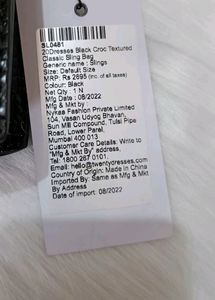 SL0481
20Dresses Black Croc Textured
Classic Sling Bag
Generic name : Slings
Size: Default Size
MRP: Rs 2895 (inc. of all taxes)
Colour: Black
Net Qty : 1 N
Mfg Date : 08/2022
Mfg & Mkt by
Nykaa Fashion Private Limited
104, Vasan Udyog Bhavan,
Sun Mill Compound, Tulsi Pipe
Road, Lower Parel,
Mumbai 400 013
Customer Care Details: Write to
"Mfg & Mkt By" address,
Tel: 1800 267 0101,
Email: hello@twentydresses.com
Country of Origin: Made in China
Imported By: Same as Mfg & Mkt
By Address
Date of import: 08/2022